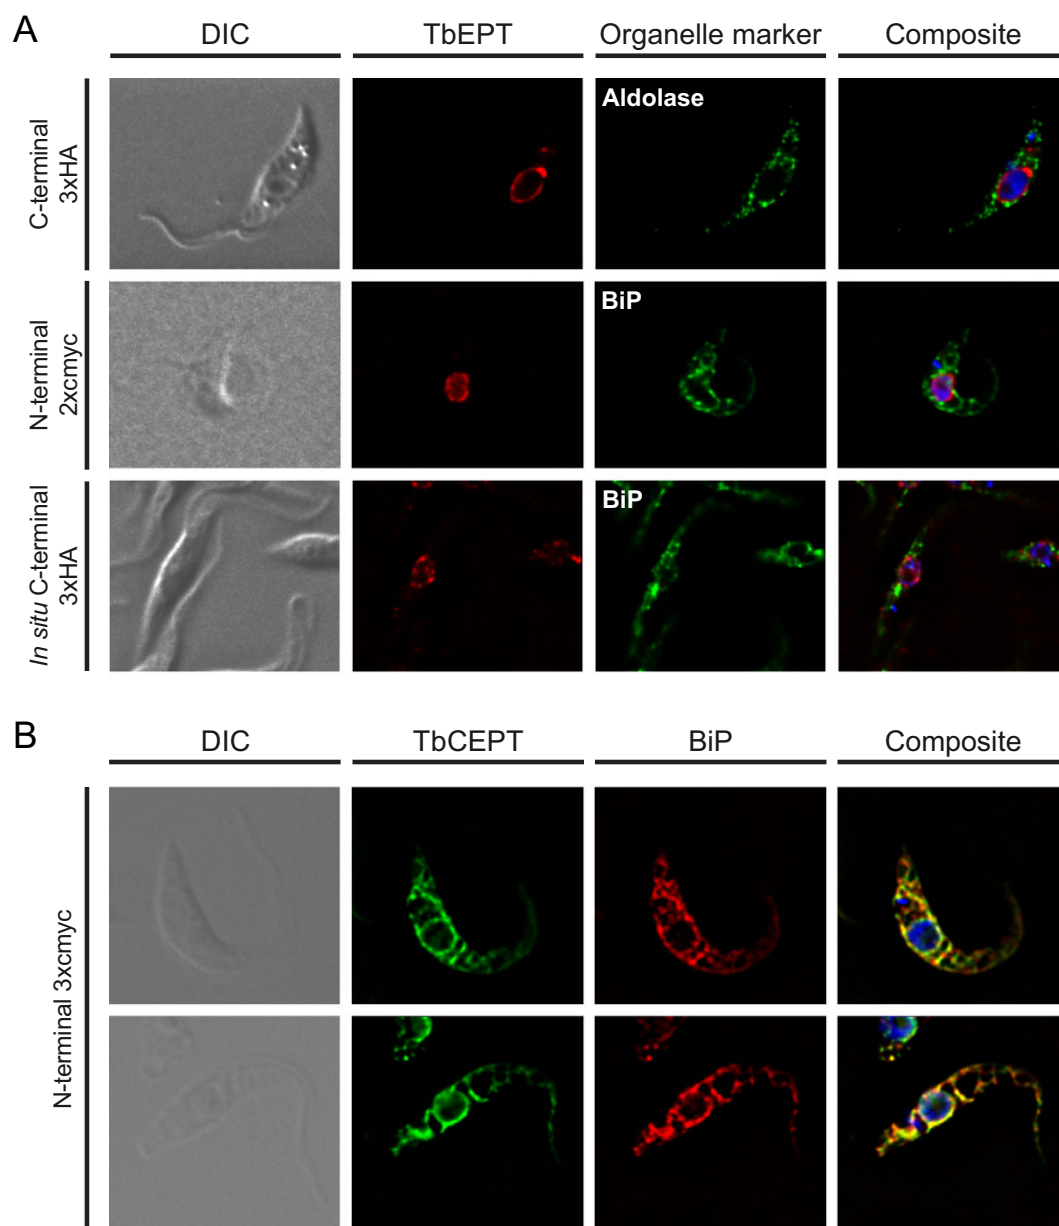 A
DIC
TbEPT
Organelle marker
Composite
C-terminal
3xHA
Aldolase
N-terminal
2xcmyc
BiP
In situ C-terminal
3xHA
BiP
B
DIC
TbCEPT
BiP
Composite
N-terminal 3xcmyc